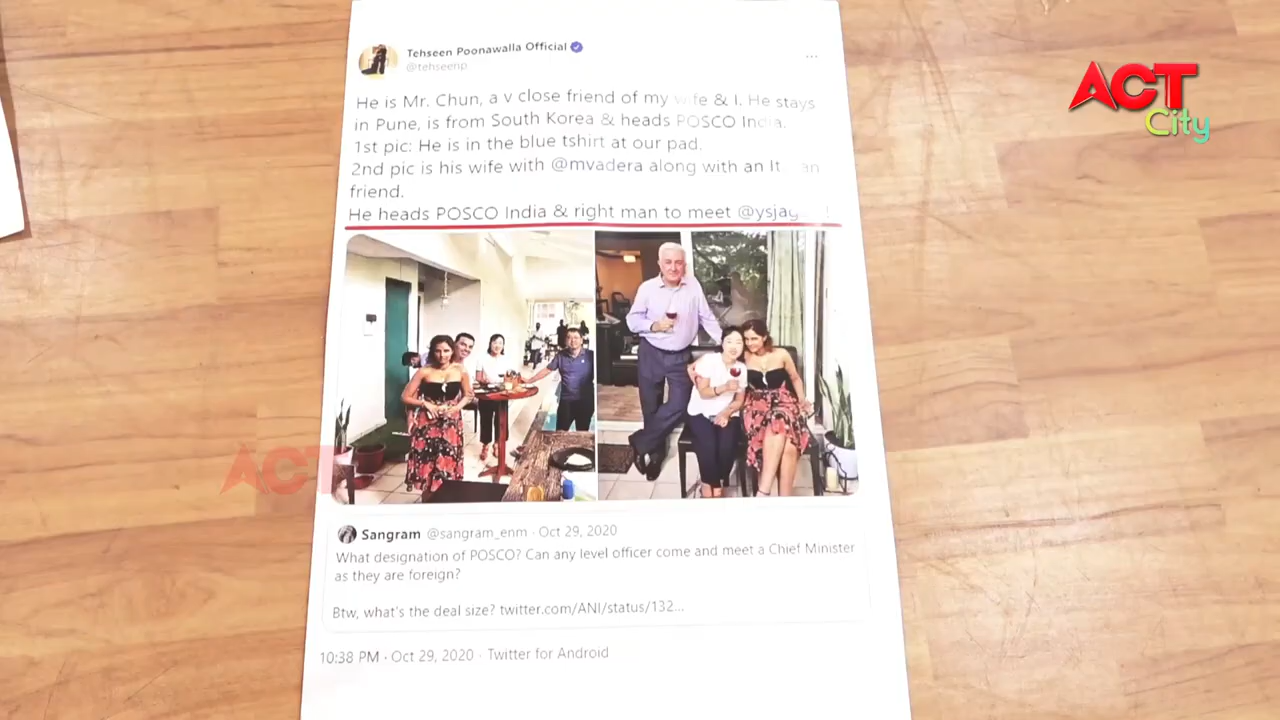 Tehseen Poonawalla Official
@tehseenp
He is Mr. Chun, a v close friend of my wife & I. He stays
in Pune, is from South Korea & heads POSCO India.
1st pic: He is in the blue tshirt at our pad.
2nd pic is his wife with @mvadera along with an
friend.
He heads POSCO India & right man to meet
Sangram @sangram_enm · Oct 29, 2020
What designation of POSCO? Can any level officer come and meet a Chief Minister
as they are foreign?
Btw, what's the deal size? twitter.com/ANI/status/132...
10:38 PM · Oct 29, 2020 · Twitter for Android
ACT
City
ACT